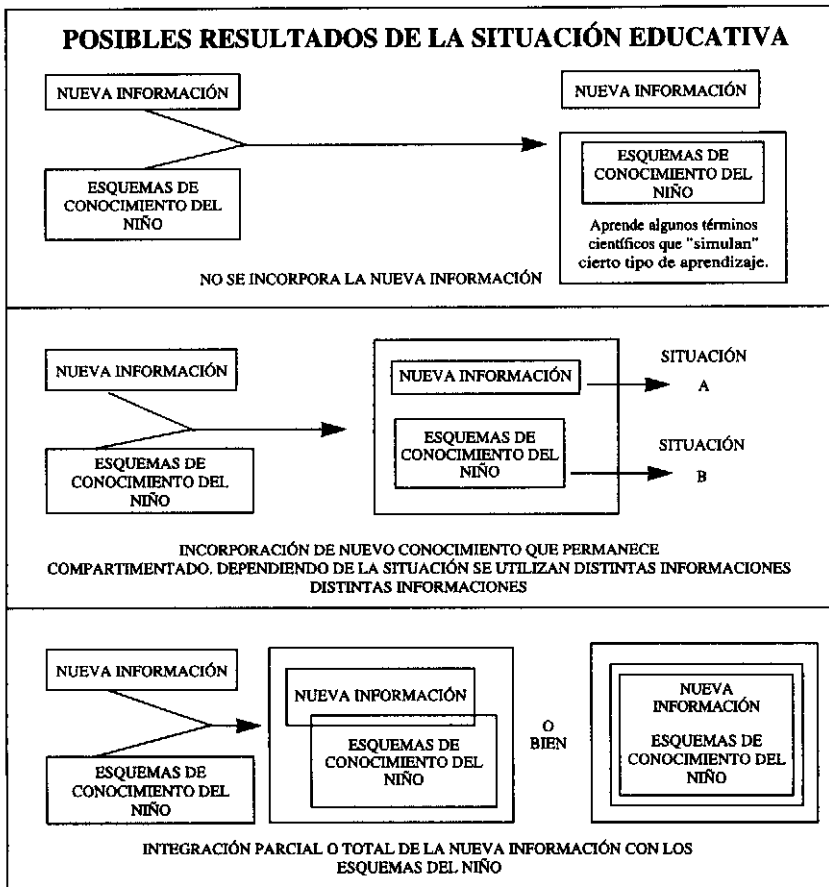 POSIBLES RESULTADOS DE LA SITUACIÓN EDUCATIVA
NUEVA INFORMACIÓN
ESQUEMAS DE
CONOCIMIENTO DEL
NIÑO
NUEVA INFORMACIÓN
ESQUEMAS DE
CONOCIMIENTO DEL
NIÑO
Aprende algunos términos
científicos que "simulan"
cierto tipo de aprendizaje.
NO SE INCORPORA LA NUEVA INFORMACIÓN
NUEVA INFORMACIÓN
ESQUEMAS DE
CONOCIMIENTO DEL
NIÑO
NUEVA INFORMACIÓN
ESQUEMAS DE
CONOCIMIENTO DEL
NIÑO
SITUACIÓN
A
SITUACIÓN
B
INCORPORACIÓN DE NUEVO CONOCIMIENTO QUE PERMANECE
COMPARTIMENTADO. DEPENDIENDO DE LA SITUACIÓN SE UTILIZAN DISTINTAS INFORMACIONES
DISTINTAS INFORMACIONES
NUEVA INFORMACIÓN
ESQUEMAS DE
CONOCIMIENTO DEL
NIÑO
NUEVA INFORMACIÓN
ESQUEMAS DE
CONOCIMIENTO DEL
NIÑO
O
BIEN
NUEVA
INFORMACIÓN
ESQUEMAS DE
CONOCIMIENTO DEL
NIÑO
INTEGRACIÓN PARCIAL O TOTAL DE LA NUEVA INFORMACIÓN CON LOS
ESQUEMAS DEL NIÑO